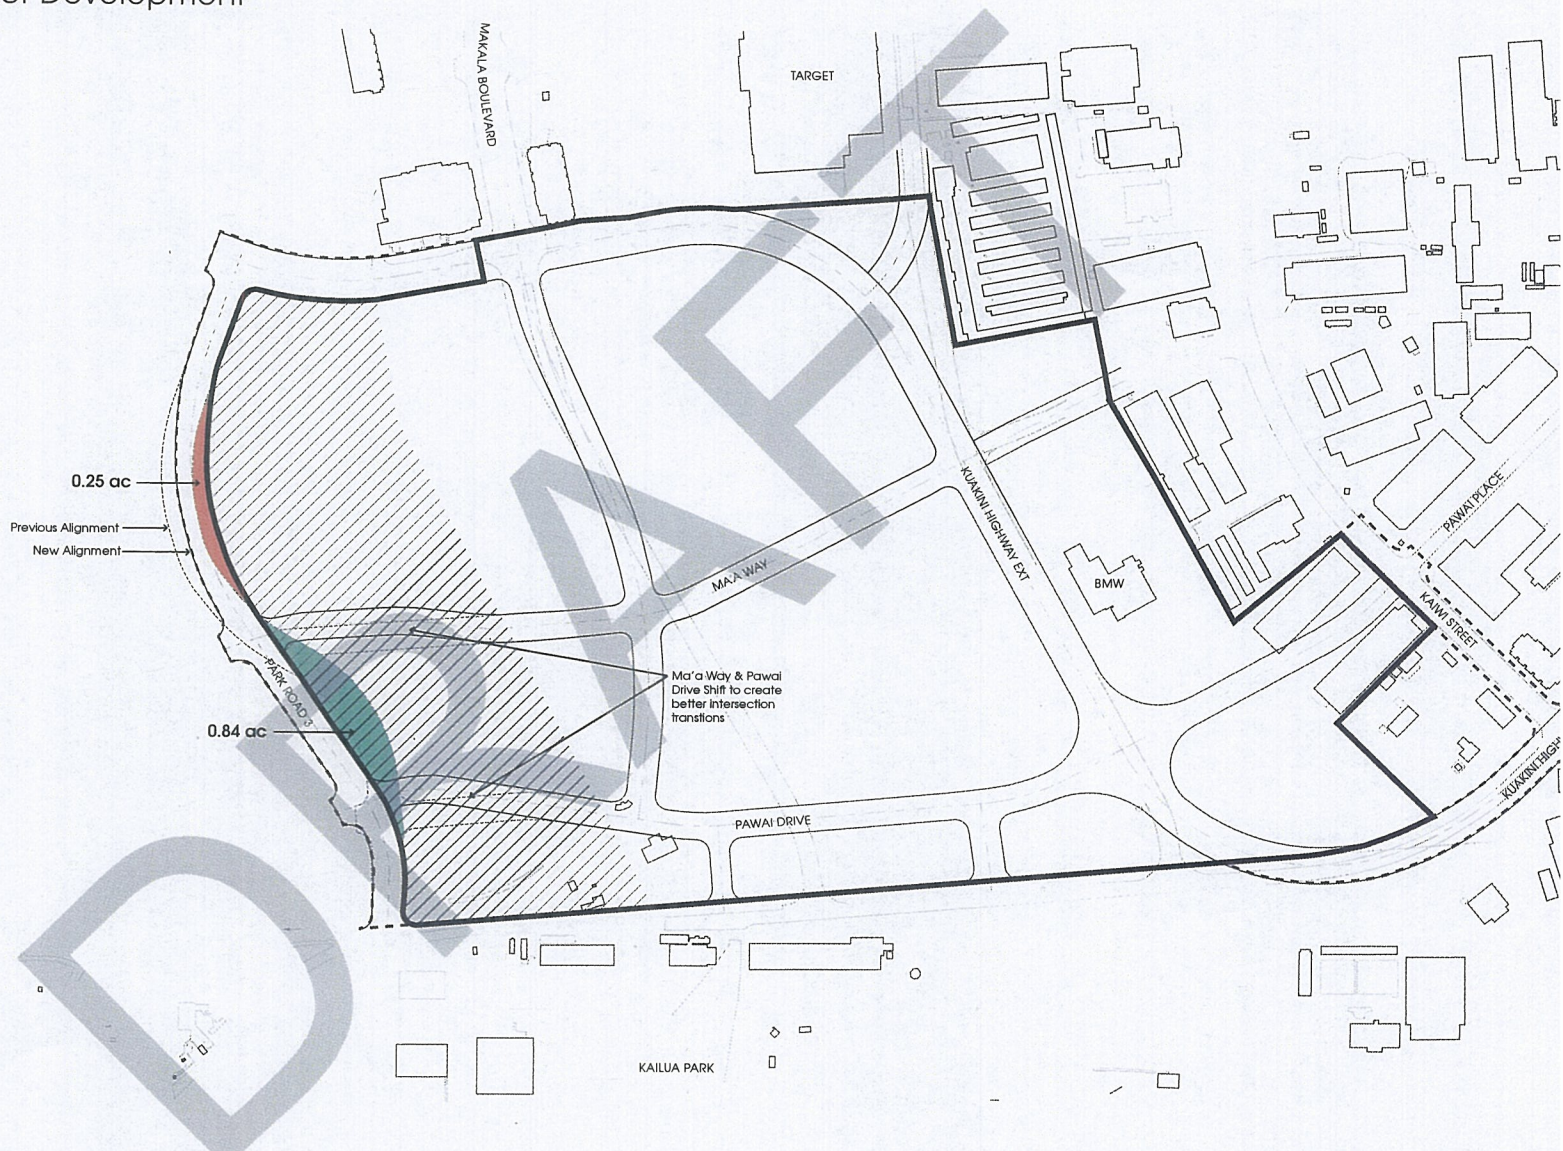 er Development
MAKALA BOULEVARD
TARGET
0.25 ac
Previous Alignment
New Alignment
KUAKINI HIGHWAY EXT
PAWAI PLACE
MA'A WAY
BMW
KAIWI STREET
PARK ROAD 3
Ma'a Way & Pawai
Drive Shift to create
better intersection
transtions
0.84 ac
KUAKINI HIGH
PAWAI DRIVE
KAILUA PARK
DRAFT